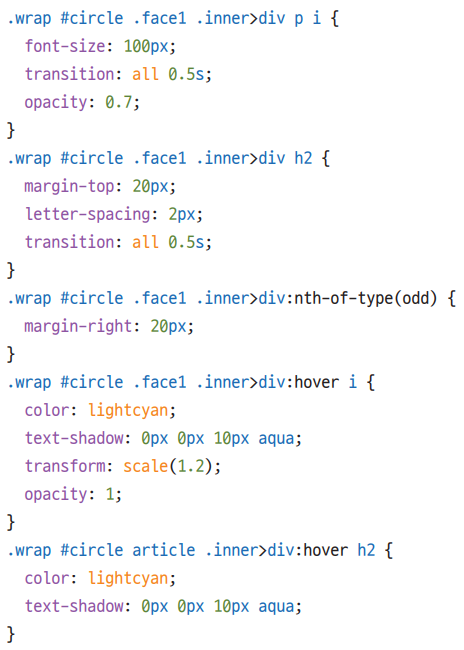 .wrap #circle .face1 .inner>div p i {
  font-size: 100px;
  transition: all 0.5s;
  opacity: 0.7;
}
.wrap #circle .face1 .inner>div h2 {
  margin-top: 20px;
  letter-spacing: 2px;
  transition: all 0.5s;
}
.wrap #circle .face1 .inner>div:nth-of-type(odd) {
  margin-right: 20px;
}
.wrap #circle .face1 .inner>div:hover i {
  color: lightcyan;
  text-shadow: 0px 0px 10px aqua;
  transform: scale(1.2);
  opacity: 1;
}
.wrap #circle article .inner>div:hover h2 {
  color: lightcyan;
  text-shadow: 0px 0px 10px aqua;
}